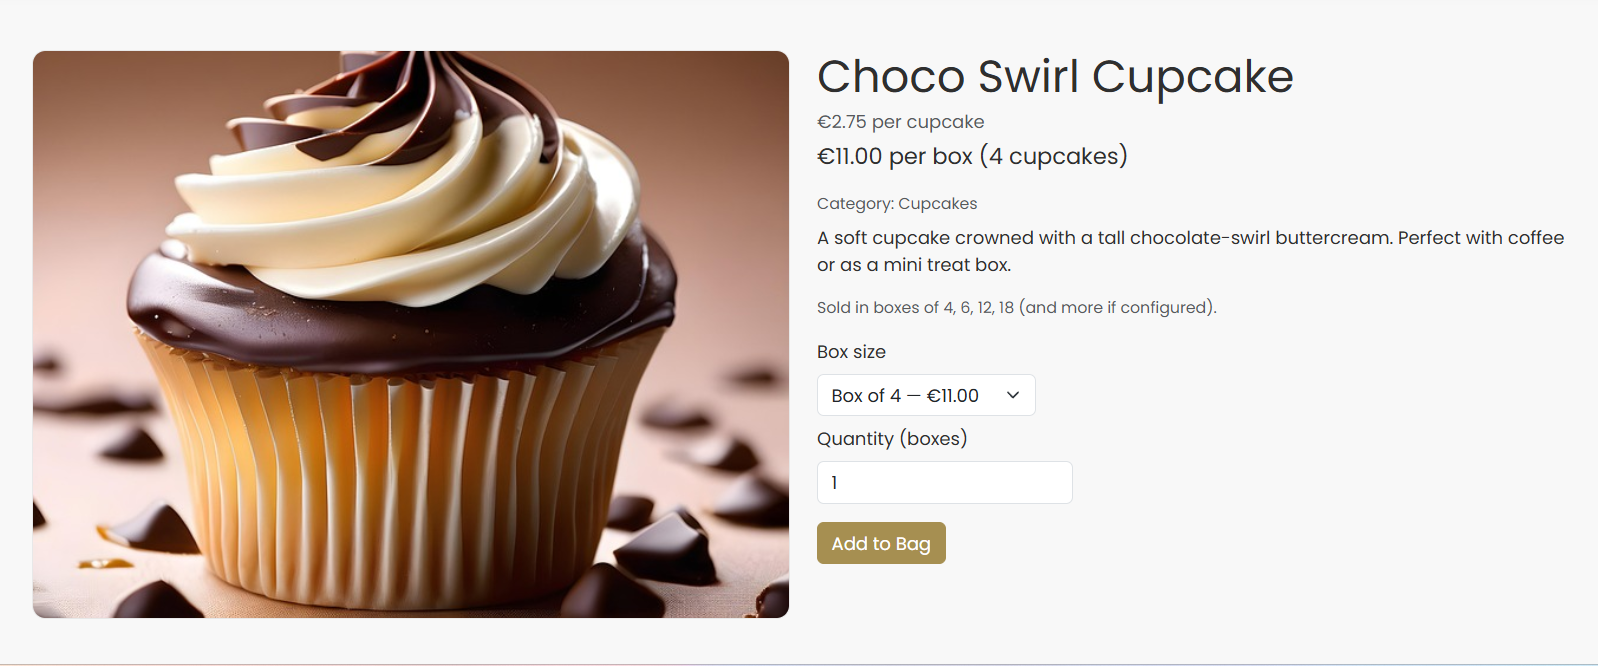 Choco Swirl Cupcake
€2.75 per cupcake
€11.00 per box (4 cupcakes)
Category: Cupcakes
A soft cupcake crowned with a tall chocolate-swirl buttercream. Perfect with coffee
or as a mini treat box.
Sold in boxes of 4, 6, 12, 18 (and more if configured).
Box size
Box of 4 — €11.00
Quantity (boxes)
1
Add to Bag